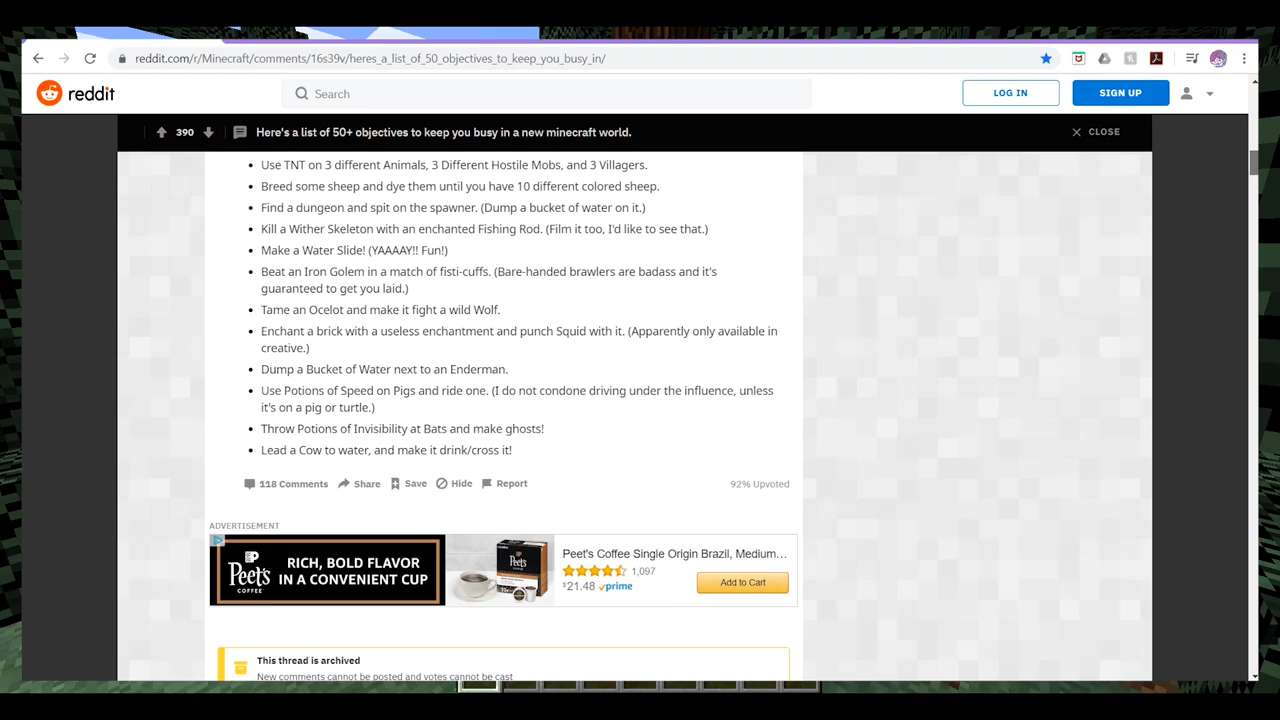 reddit.com/r/Minecraft/comments/16s39v/heres_a_list_of_50_objectives_to_keep_you_busy_in/
reddit
Search
LOG IN
SIGN UP
390
Here's a list of 50+ objectives to keep you busy in a new minecraft world.
CLOSE
• Use TNT on 3 different Animals, 3 Different Hostile Mobs, and 3 Villagers.
• Breed some sheep and dye them until you have 10 different colored sheep.
• Find a dungeon and spit on the spawner. (Dump a bucket of water on it.)
• Kill a Wither Skeleton with an enchanted Fishing Rod. (Film it too, I'd like to see that.)
• Make a Water Slide! (YAAAAY!! Fun!)
• Beat an Iron Golem in a match of fisti-cuffs. (Bare-handed brawlers are badass and it's
guaranteed to get you laid.)
• Tame an Ocelot and make it fight a wild Wolf.
• Enchant a brick with a useless enchantment and punch Squid with it. (Apparently only available in
creative.)
• Dump a Bucket of Water next to an Enderman.
• Use Potions of Speed on Pigs and ride one. (I do not condone driving under the influence, unless
it's on a pig or turtle.)
• Throw Potions of Invisibility at Bats and make ghosts!
• Lead a Cow to water, and make it drink/cross it!
118 Comments Share Save Hide Report 92% Upvoted
ADVERTISEMENT
Peet's COFFEE
RICH, BOLD FLAVOR
IN A CONVENIENT CUP
Peet's
Peet's Coffee Single Origin Brazil, Medium...
1,097
$21.48 prime
Add to Cart
This thread is archived
New comments cannot be posted and votes cannot be cast